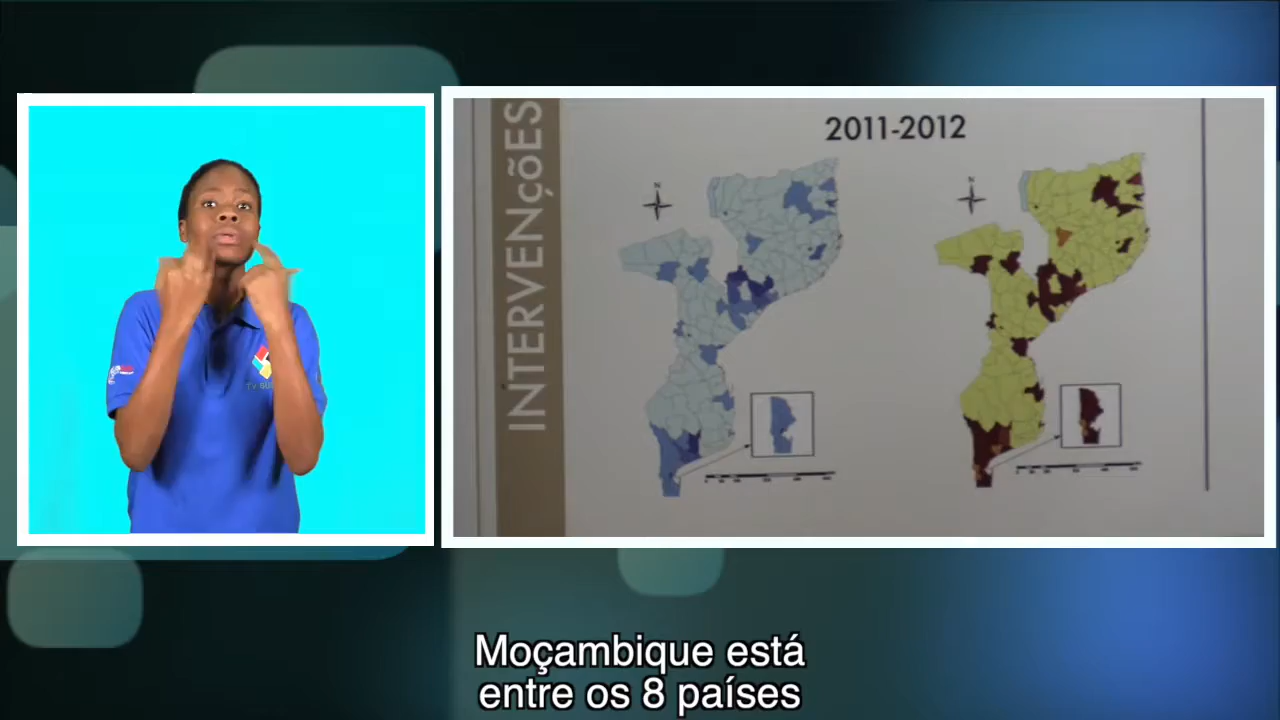 INTERVENÇÕES
2011-2012
N
N
Moçambique está
entre os 8 países